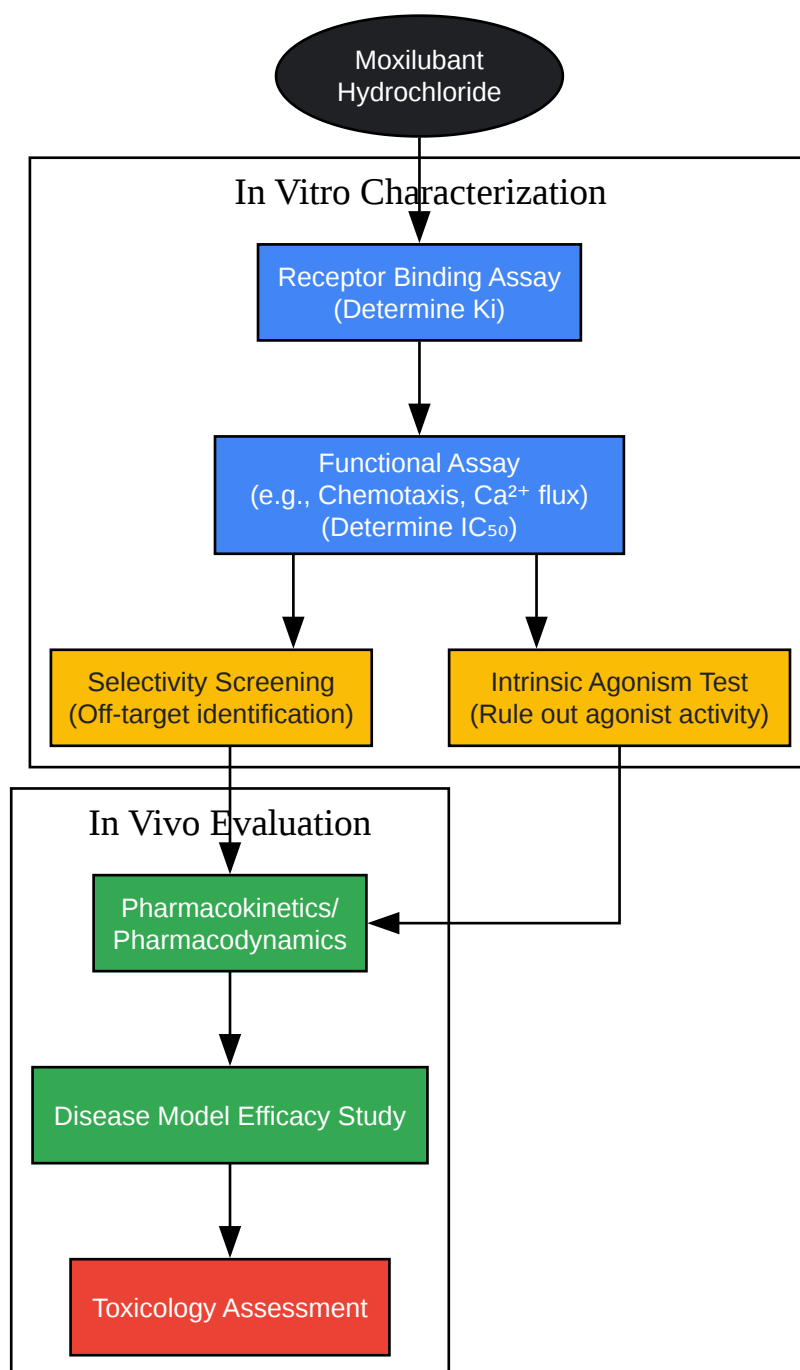 Moxilubant
Hydrochloride
In Vitro Characterization
Receptor Binding Assay
(Determine Ki)
Functional Assay
(e.g., Chemotaxis, Ca²⁺ flux)
(Determine IC₅₀)
Selectivity Screening
(Off-target identification)
Intrinsic Agonism Test
(Rule out agonist activity)
In Vivo Evaluation
Pharmacokinetics/
Pharmacodynamics
Disease Model Efficacy Study
Toxicology Assessment